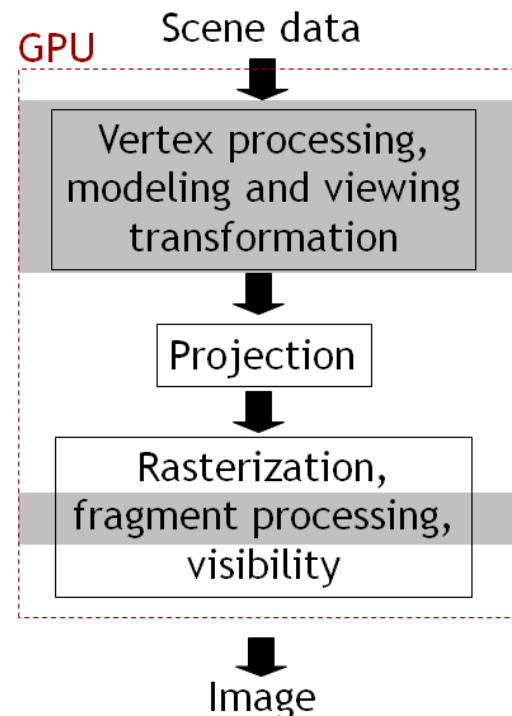 Scene data
GPU
Vertex processing,
modeling and viewing
transformation
Projection
Rasterization,
fragment processing,
visibility
Image